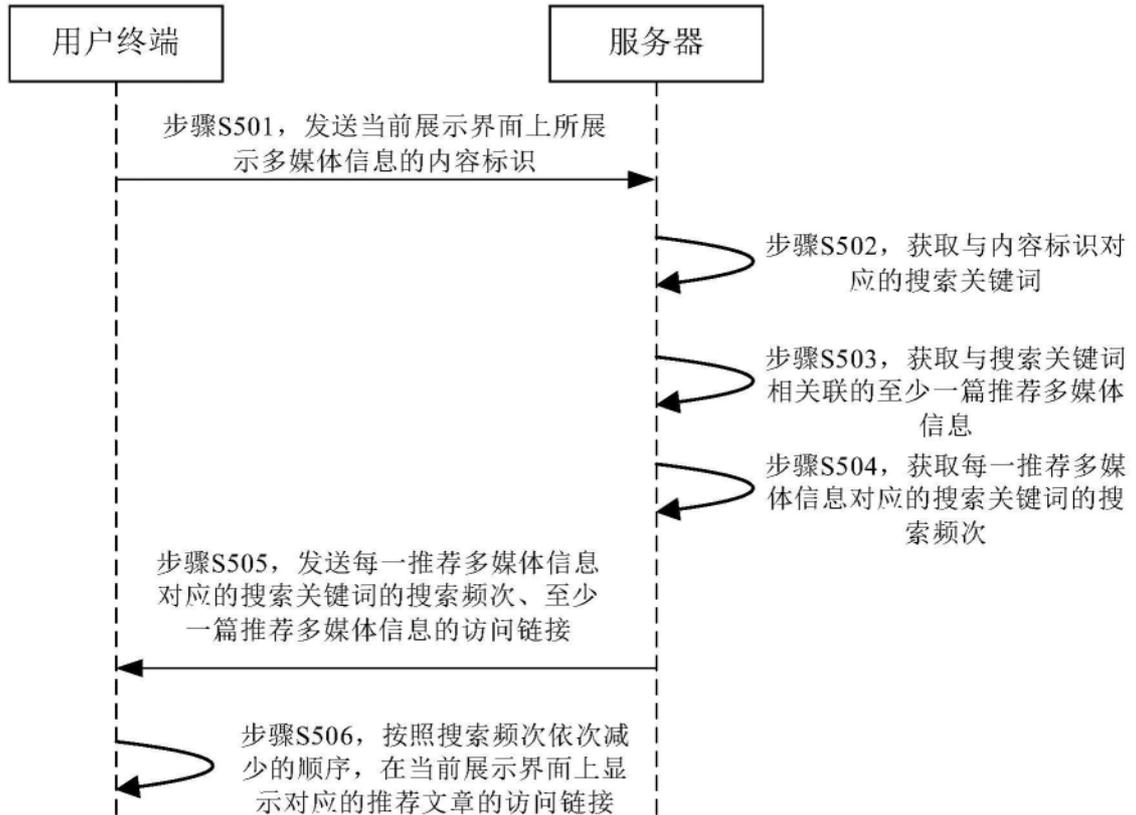 用户终端
服务器
步骤S501，发送当前展示界面上所展
示多媒体信息的内容标识
步骤S502，获取与内容标识对
应的搜索关键词
步骤S503，获取与搜索关键词
相关联的至少一篇推荐多媒体
信息
步骤S504，获取每一推荐多媒
体信息对应的搜索关键词的搜
索频次
步骤S505，发送每一推荐多媒体信息
对应的搜索关键词的搜索频次、至少
一篇推荐多媒体信息的访问链接
步骤S506，按照搜索频次依次减
少的顺序，在当前展示界面上显
示对应的推荐文章的访问链接